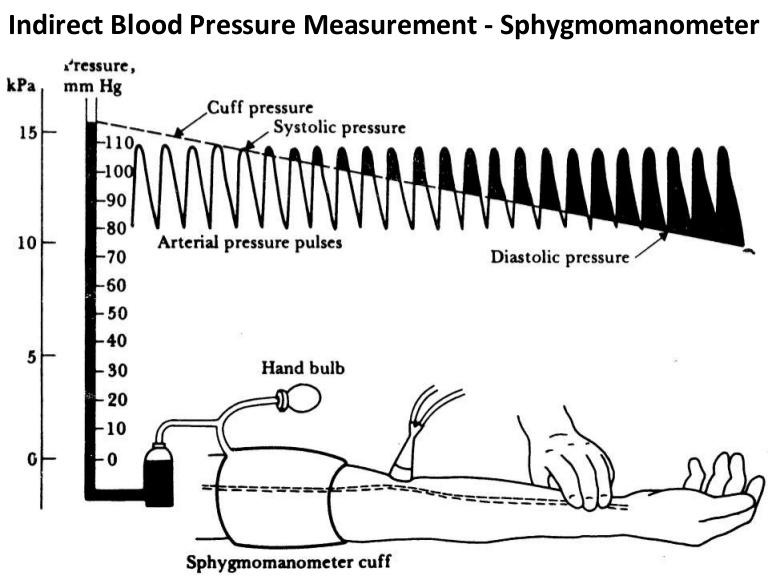 Indirect Blood Pressure Measurement - Sphygmomanometer
kPa
mm Hg
Cuff pressure
Systolic pressure
15
110
100
90
80
Arterial pressure pulses
10
70
Diastolic pressure
60
50
40
5
30
Hand bulb
20
10
0
0
Sphygmomanometer cuff